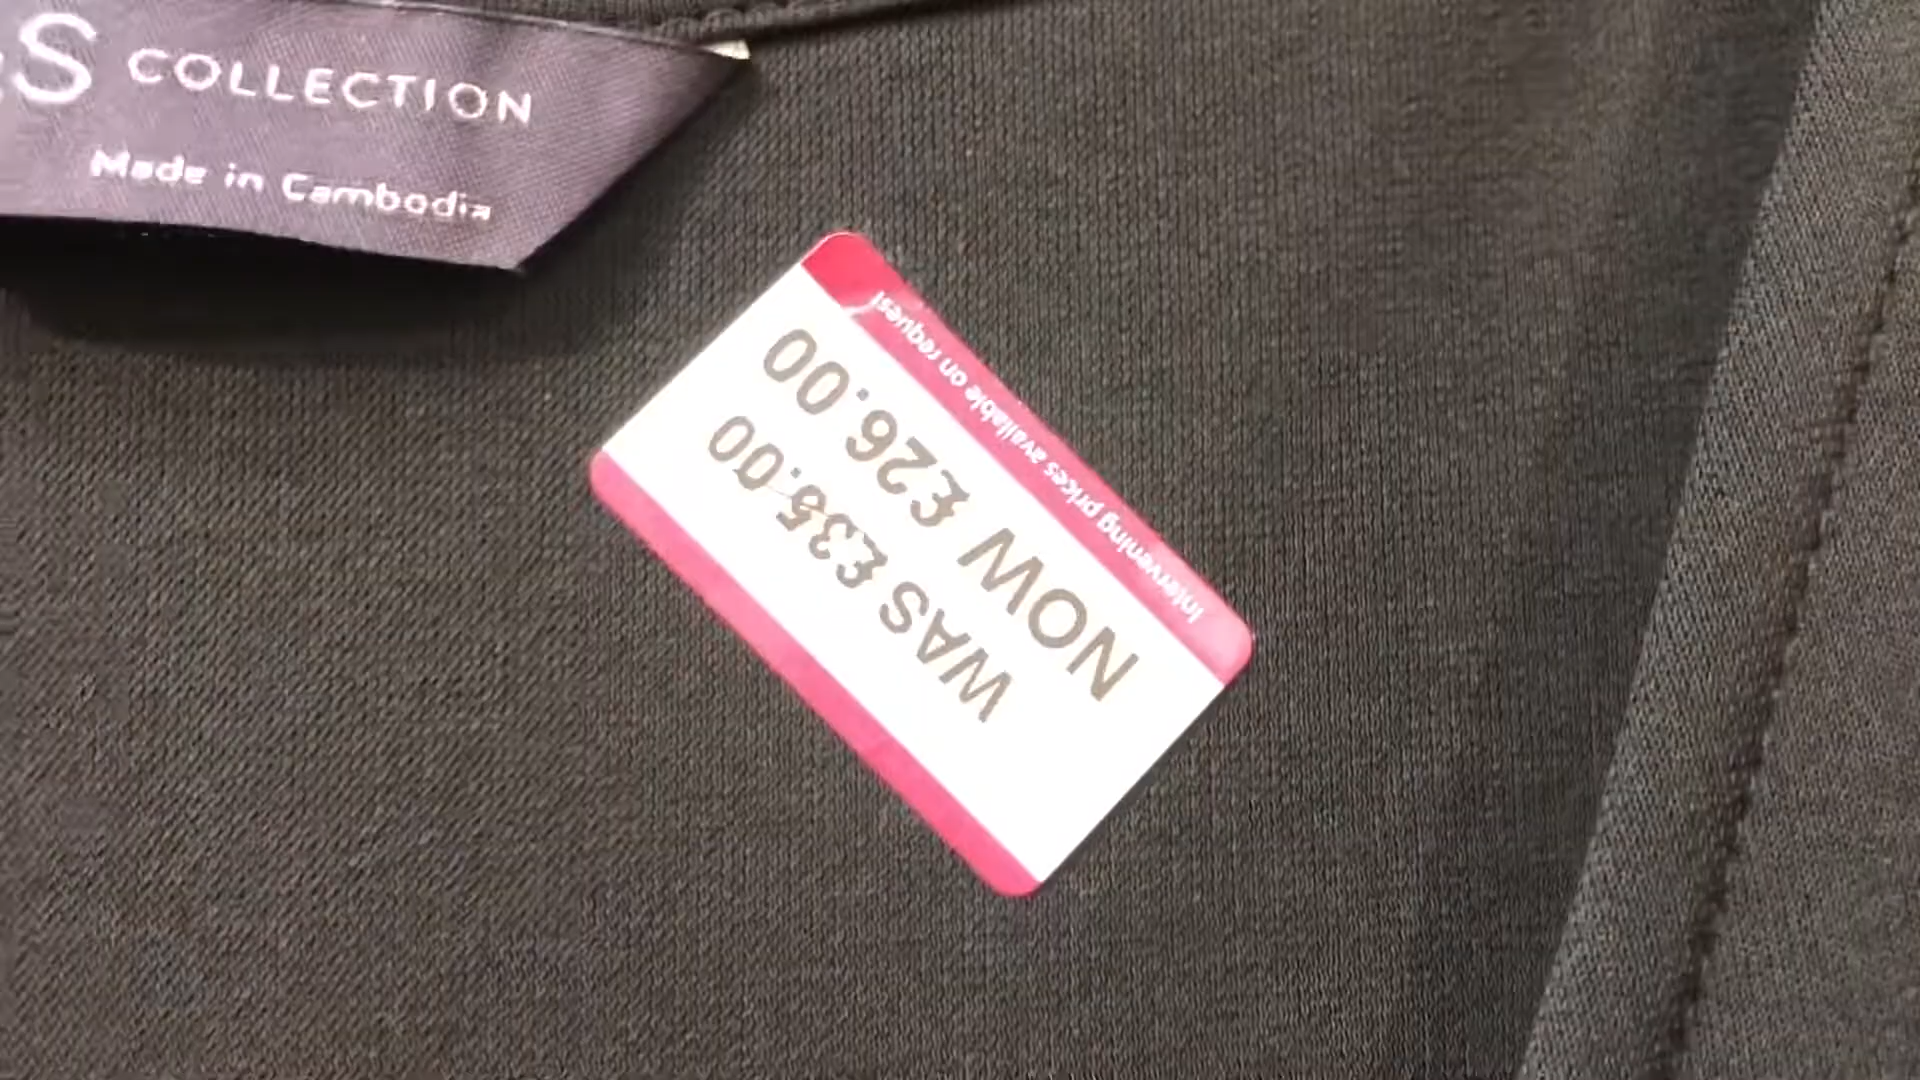 S COLLECTION
Made in Cambodia
WAS £35.00
NOW £26.00
Intervening prices available on request